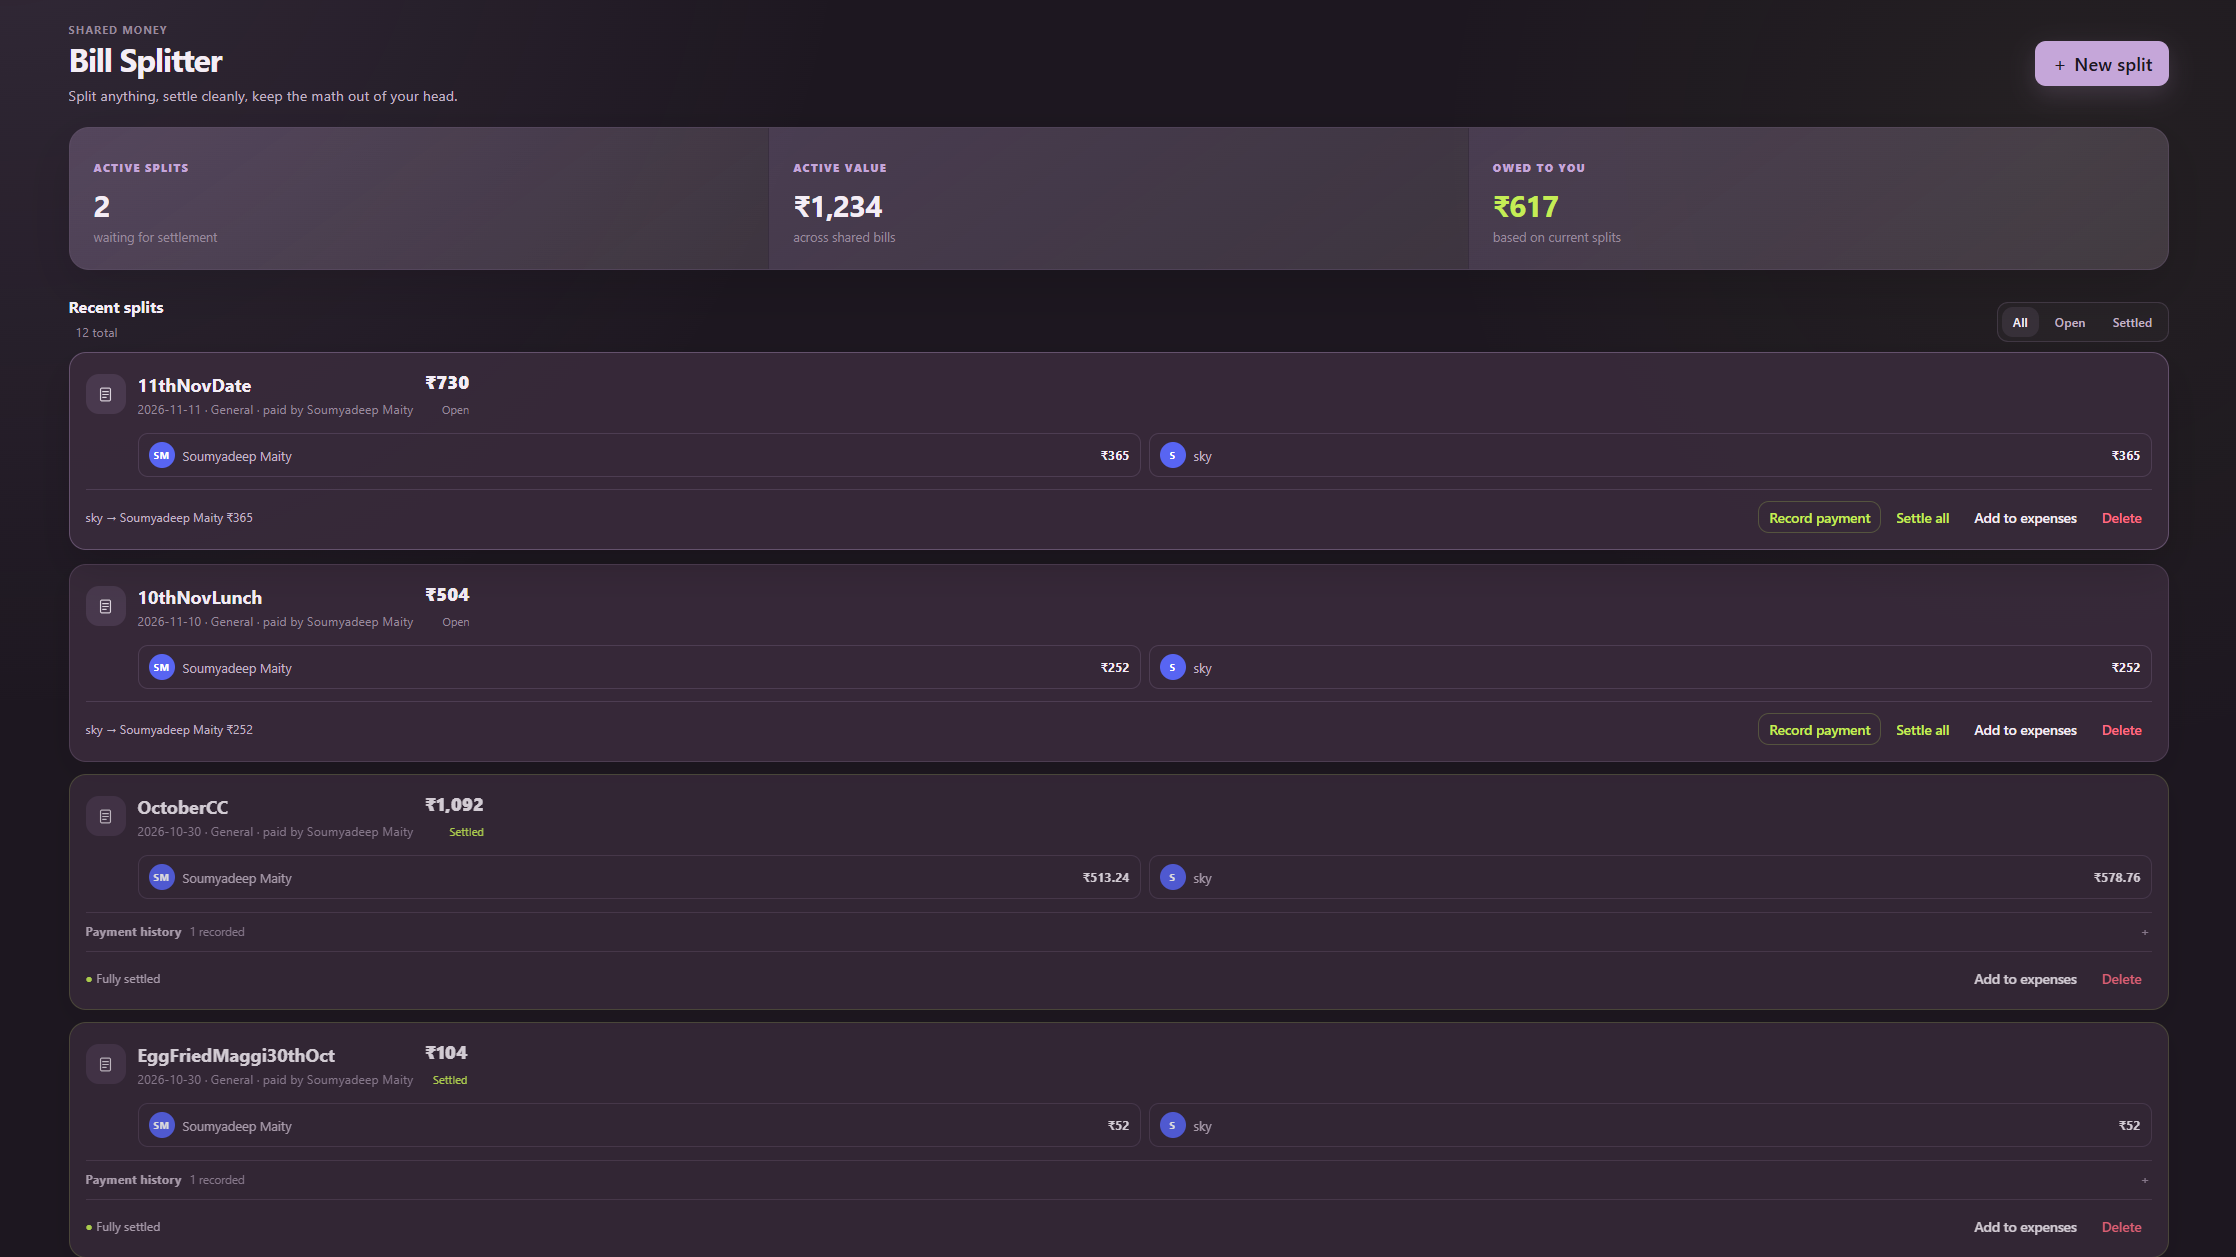 SHARED MONEY
Bill Splitter
Split anything, settle cleanly, keep the math out of your head.
+ New split
ACTIVE SPLITS
2
waiting for settlement
ACTIVE VALUE
₹1,234
across shared bills
OWED TO YOU
₹617
based on current splits
Recent splits
12 total
All Open Settled
11thNovDate ₹730
2026-11-11 · General · paid by Soumyadeep Maity Open
SM Soumyadeep Maity ₹365
S sky ₹365
sky → Soumyadeep Maity ₹365
Record payment Settle all Add to expenses Delete
10thNovLunch ₹504
2026-11-10 · General · paid by Soumyadeep Maity Open
SM Soumyadeep Maity ₹252
S sky ₹252
sky → Soumyadeep Maity ₹252
Record payment Settle all Add to expenses Delete
OctoberCC ₹1,092
2026-10-30 · General · paid by Soumyadeep Maity Settled
SM Soumyadeep Maity ₹513.24
S sky ₹578.76
Payment history 1 recorded +
Fully settled
Add to expenses Delete
EggFriedMaggi30thOct ₹104
2026-10-30 · General · paid by Soumyadeep Maity Settled
SM Soumyadeep Maity ₹52
S sky ₹52
Payment history 1 recorded +
Fully settled
Add to expenses Delete